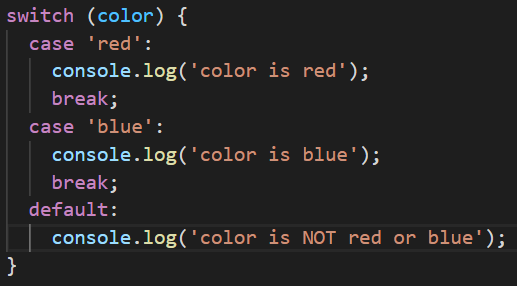 switch (color) {
  case 'red':
    console.log('color is red');
    break;
  case 'blue':
    console.log('color is blue');
    break;
  default:
    console.log('color is NOT red or blue');
}